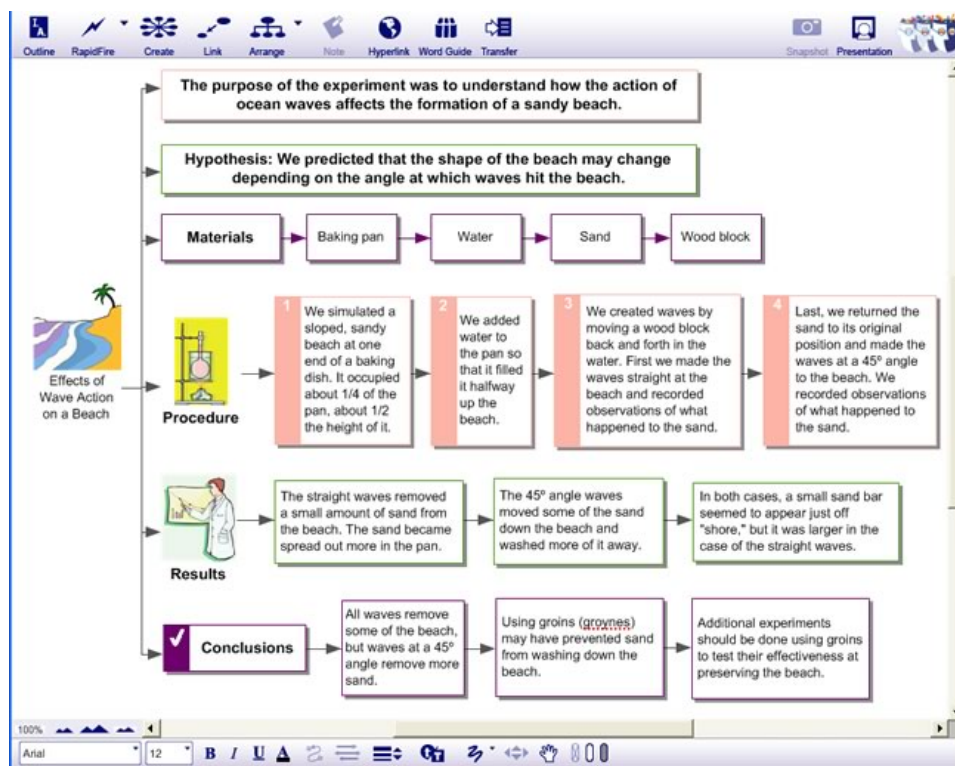 Outline RapidFire Create Link Arrange Note Hyperlink Word Guide Transfer Snapshot Presentation
The purpose of the experiment was to understand how the action of
ocean waves affects the formation of a sandy beach.
Hypothesis: We predicted that the shape of the beach may change
depending on the angle at which waves hit the beach.
Materials
Baking pan
Water
Sand
Wood block
Effects of
Wave Action
on a Beach
Procedure
1
We simulated a
sloped, sandy
beach at one
end of a baking
dish. It occupied
about 1/4 of the
pan, about 1/2
the height of it.
2
We added
water to the
pan so
that it filled
it halfway
up the
beach.
3
We created waves by
moving a wood block
back and forth in the
water. First we made the
waves straight at the
beach and recorded
observations of what
happened to the sand.
4
Last, we returned the
sand to its original
position and made the
waves at a 45º angle
to the beach. We
recorded observations
of what happened to
the sand.
Results
The straight waves removed
a small amount of sand from
the beach. The sand became
spread out more in the pan.
The 45º angle waves
moved some of the sand
down the beach and
washed more of it away.
In both cases, a small sand bar
seemed to appear just off
"shore," but it was larger in the
case of the straight waves.
Conclusions
All waves remove
some of the beach,
but waves at a 45º
angle remove more
sand.
Using groins (groynes)
may have prevented sand
from washing down the
beach.
Additional experiments
should be done using groins
to test their effectiveness at
preserving the beach.
100%
Arial 12 B I U A